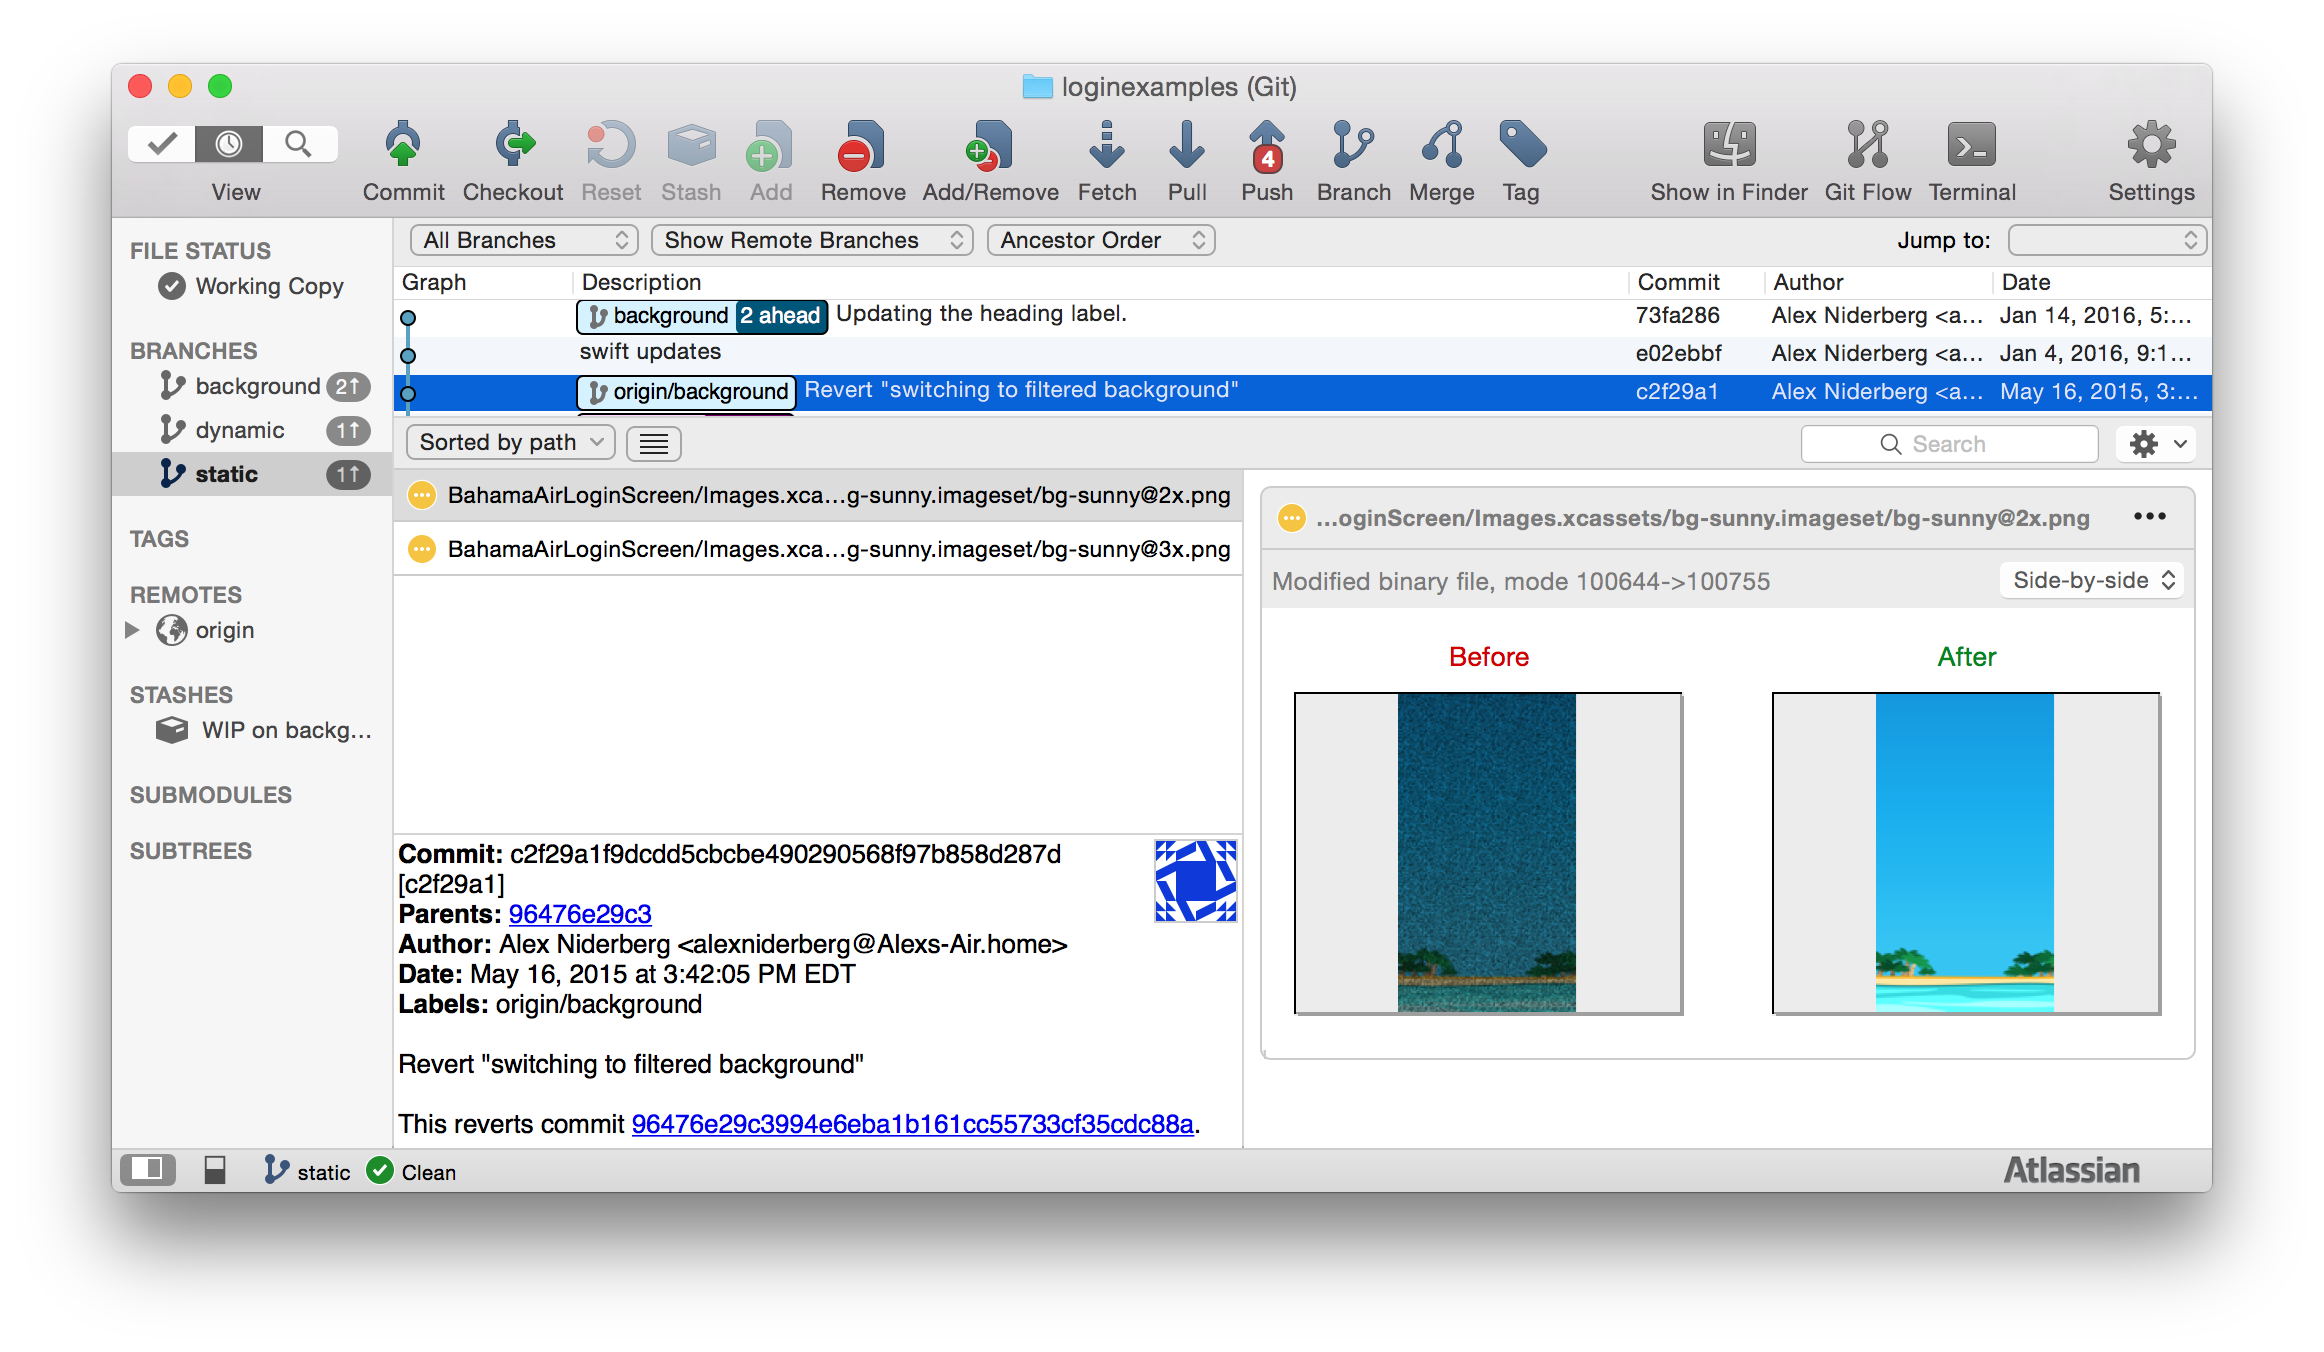 loginexamples (Git)
View
Commit
Checkout
Reset
Stash
Add
Remove
Add/Remove
Fetch
Pull
4
Push
Branch
Merge
Tag
Show in Finder
Git Flow
Terminal
Settings
FILE STATUS
Working Copy
BRANCHES
background 2↑
dynamic 1↑
static 1↑
TAGS
REMOTES
origin
STASHES
WIP on backg...
SUBMODULES
SUBTREES
All Branches
Show Remote Branches
Ancestor Order
Jump to:
Graph Description Commit Author Date
background 2 ahead Updating the heading label. 73fa286 Alex Niderberg <a... Jan 14, 2016, 5:...
swift updates e02ebbf Alex Niderberg <a... Jan 4, 2016, 9:1...
origin/background Revert "switching to filtered background" c2f29a1 Alex Niderberg <a... May 16, 2015, 3:...
Sorted by path
Search
BahamaAirLoginScreen/Images.xca...g-sunny.imageset/bg-sunny@2x.png
BahamaAirLoginScreen/Images.xca...g-sunny.imageset/bg-sunny@3x.png
Commit: c2f29a1f9dcdd5cbcbe490290568f97b858d287d
[c2f29a1]
Parents: 96476e29c3
Author: Alex Niderberg <alexniderberg@Alexs-Air.home>
Date: May 16, 2015 at 3:42:05 PM EDT
Labels: origin/background
Revert "switching to filtered background"
This reverts commit 96476e29c3994e6eba1b161cc55733cf35cdc88a.
...oginScreen/Images.xcassets/bg-sunny.imageset/bg-sunny@2x.png
Modified binary file, mode 100644->100755
Side-by-side
Before
After
static
Clean
Atlassian